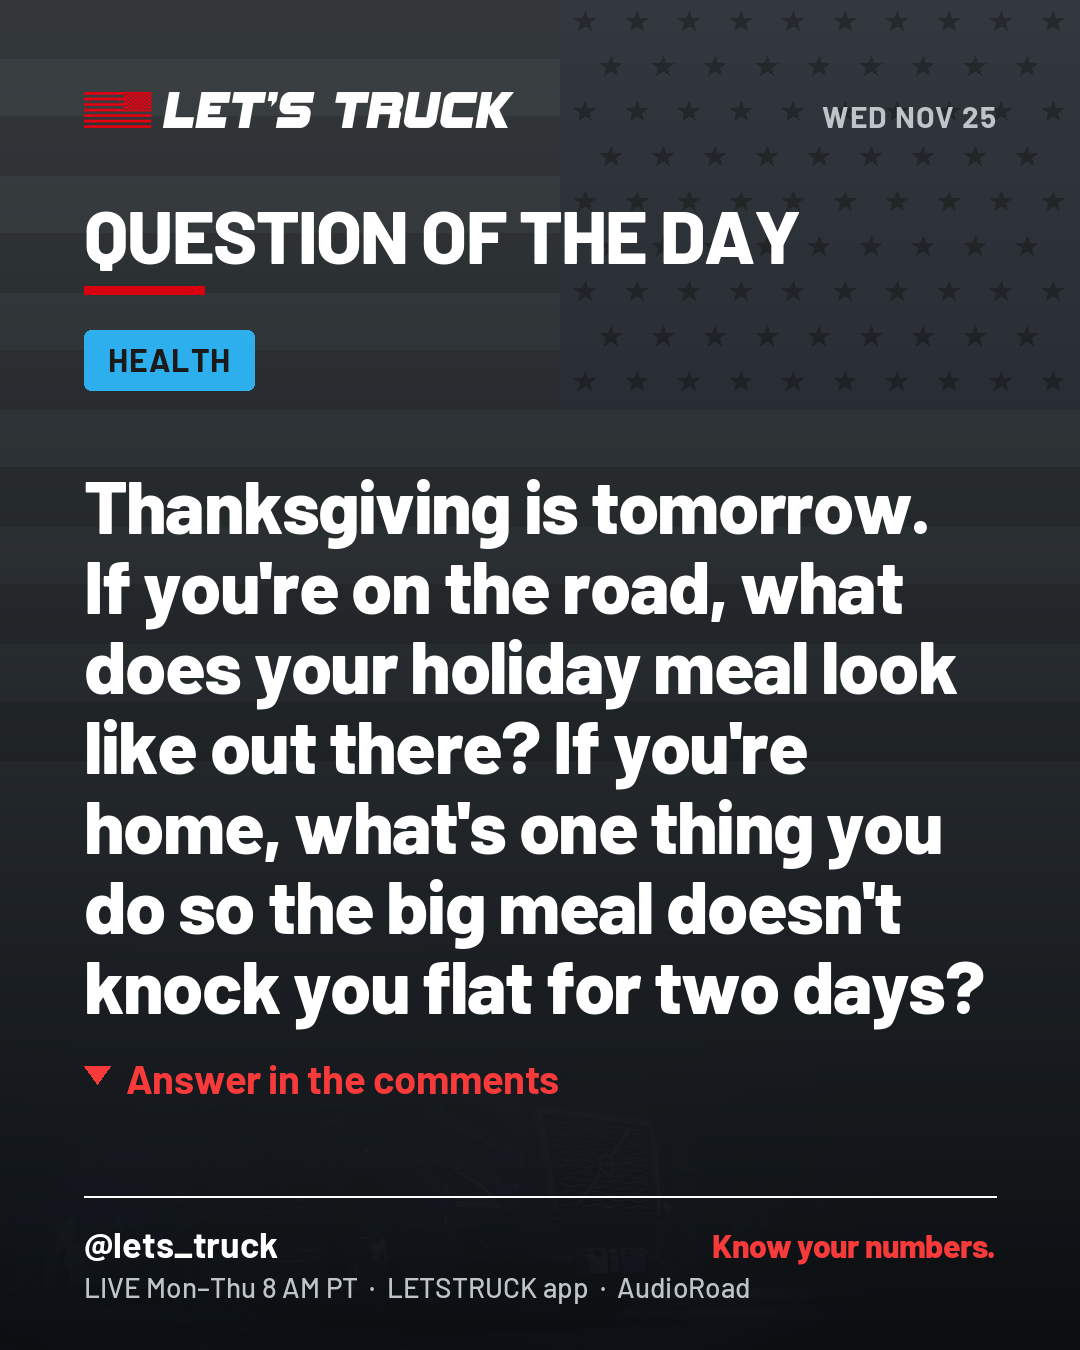 LET'S TRUCK
WED NOV 25
QUESTION OF THE DAY
HEALTH
Thanksgiving is tomorrow.
If you're on the road, what
does your holiday meal look
like out there? If you're
home, what's one thing you
do so the big meal doesn't
knock you flat for two days?
Answer in the comments
@lets_truck
Know your numbers.
LIVE Mon–Thu 8 AM PT · LETSTRUCK app · AudioRoad